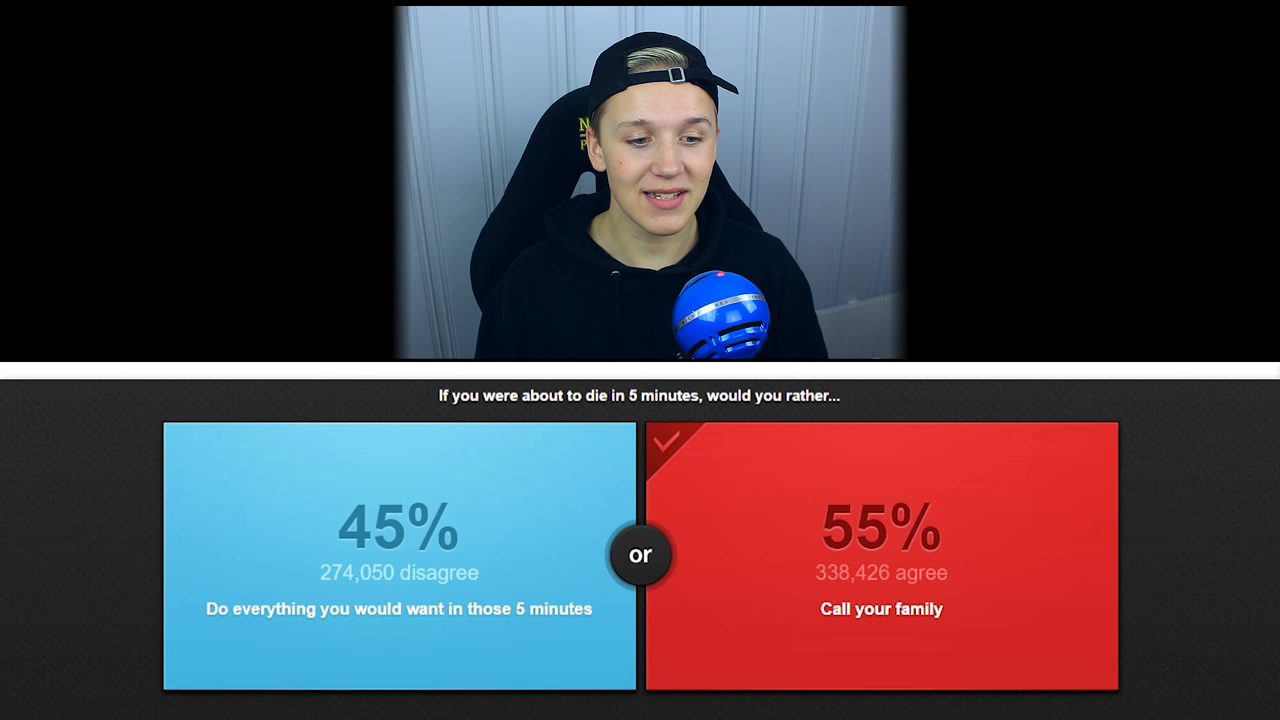 If you were about to die in 5 minutes, would you rather...
45%
274,050 disagree
Do everything you would want in those 5 minutes
or
55%
338,426 agree
Call your family